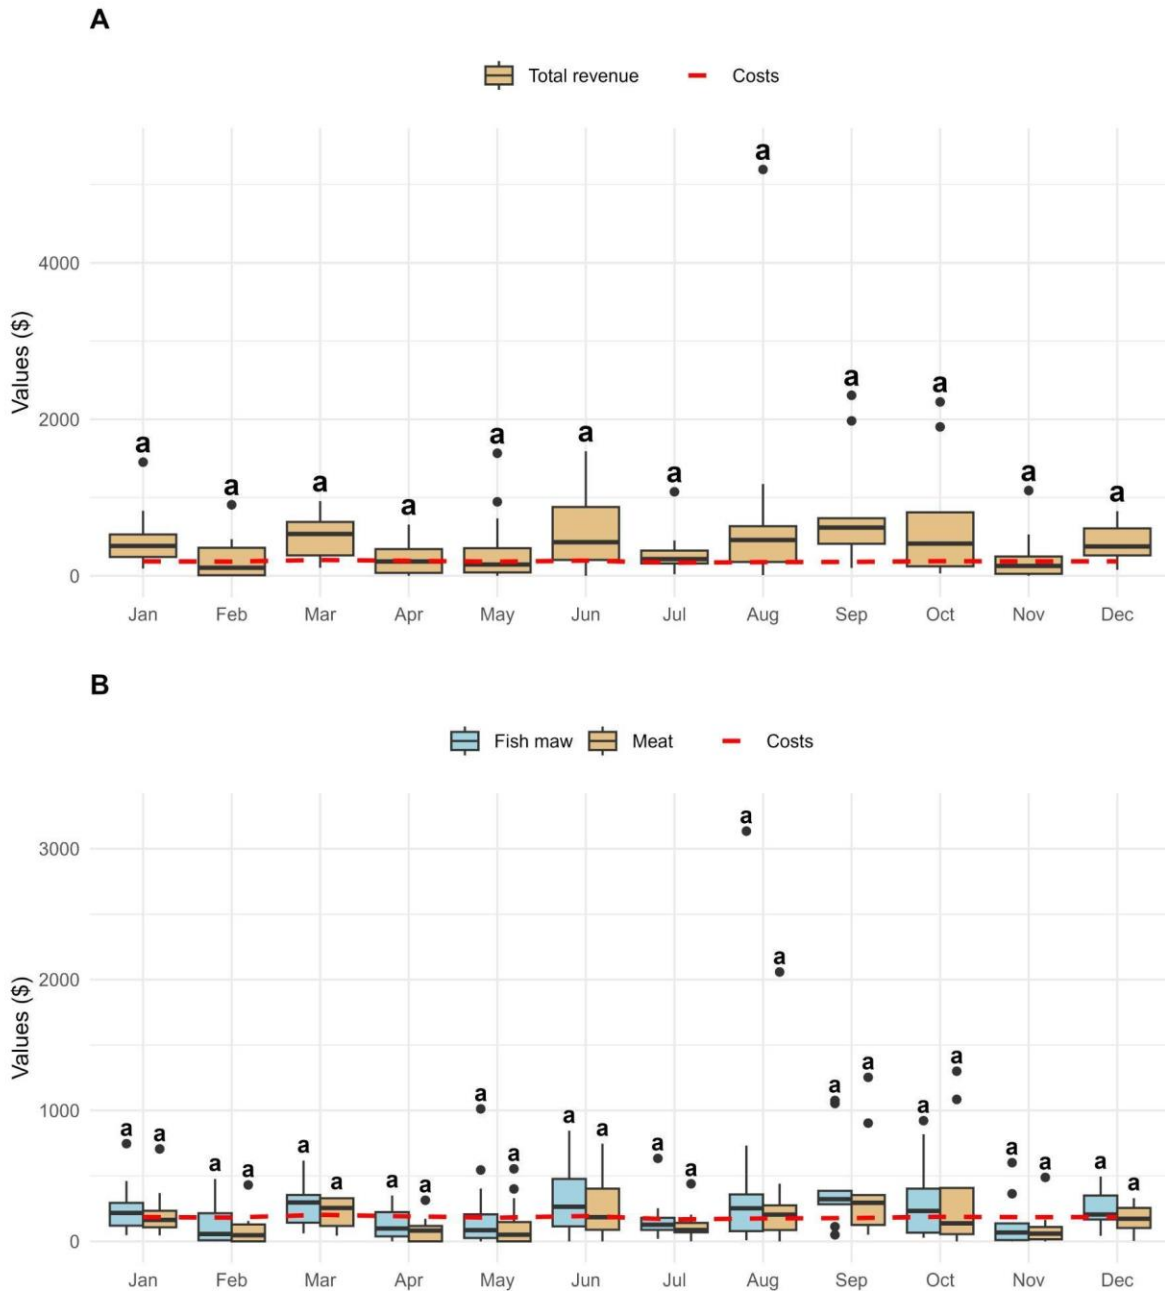 A
Total revenue Costs
a
a
a a
a a
a
a a a a a
Values ($)
4000
2000
0
Jan Feb Mar Apr May Jun Jul Aug Sep Oct Nov Dec
B
Fish maw Meat Costs
a
a
a a
a a
a a a a a a a
a a a a a a a a a a a
Values ($)
3000
2000
1000
0
Jan Feb Mar Apr May Jun Jul Aug Sep Oct Nov Dec